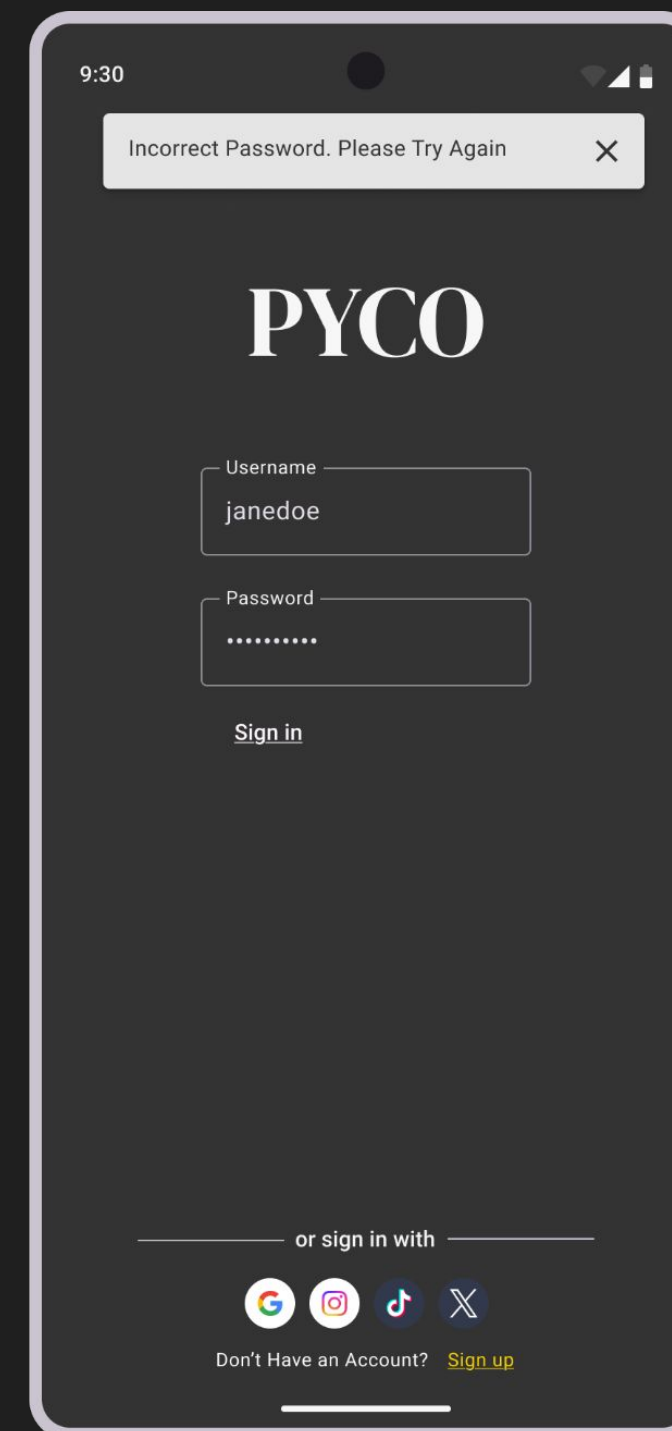 9:30
Incorrect Password. Please Try Again
PYCO
Username
janedoe
Password
••••••••••
Sign in
or sign in with
Don’t Have an Account? Sign up